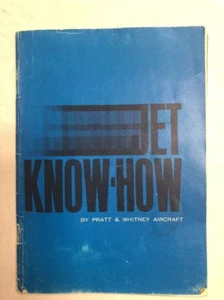 JET
KNOW-HOW
BY PRATT & WHITNEY AIRCRAFT